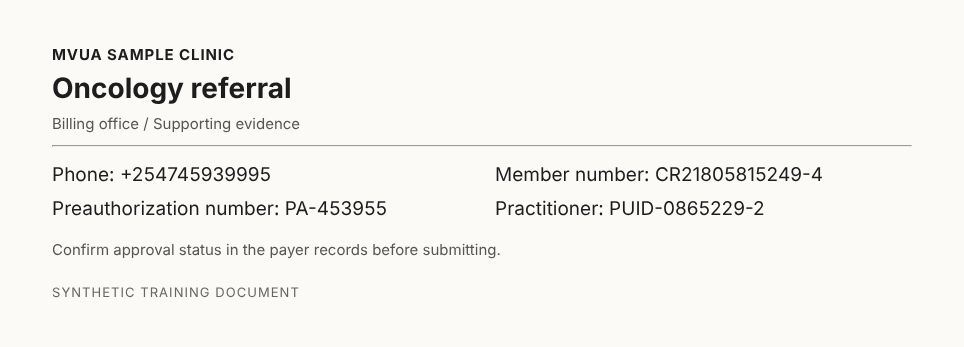 MVUA SAMPLE CLINIC
Oncology referral
Billing office / Supporting evidence
Phone: +254745939995
Member number: CR21805815249-4
Preauthorization number: PA-453955
Practitioner: PUID-0865229-2
Confirm approval status in the payer records before submitting.
SYNTHETIC TRAINING DOCUMENT